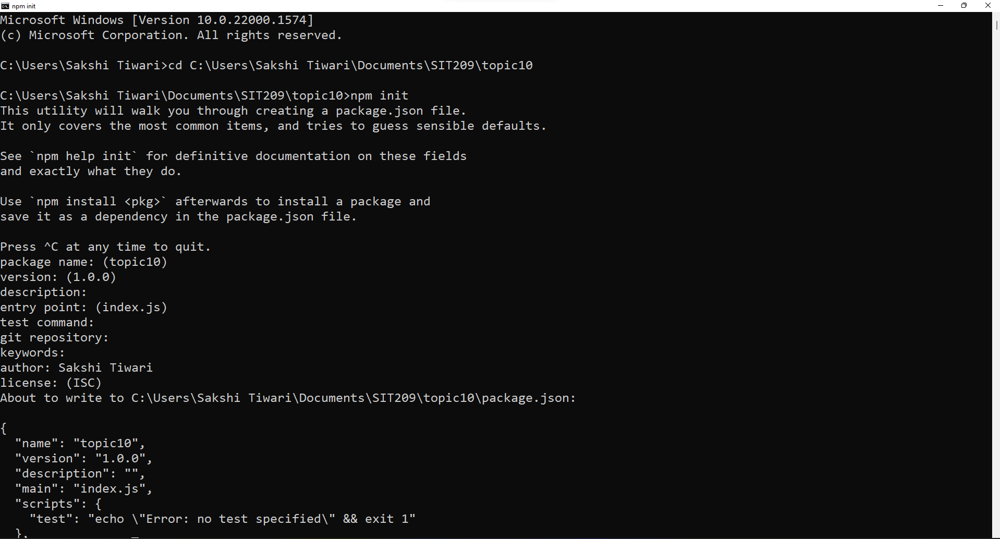 npm init
Microsoft Windows [Version 10.0.22000.1574]
(c) Microsoft Corporation. All rights reserved.
C:\Users\Sakshi Tiwari>cd C:\Users\Sakshi Tiwari\Documents\SIT209\topic10
C:\Users\Sakshi Tiwari\Documents\SIT209\topic10>npm init
This utility will walk you through creating a package.json file.
It only covers the most common items, and tries to guess sensible defaults.
See `npm help init` for definitive documentation on these fields
and exactly what they do.
Use `npm install <pkg>` afterwards to install a package and
save it as a dependency in the package.json file.
Press ^C at any time to quit.
package name: (topic10)
version: (1.0.0)
description:
entry point: (index.js)
test command:
git repository:
keywords:
author: Sakshi Tiwari
license: (ISC)
About to write to C:\Users\Sakshi Tiwari\Documents\SIT209\topic10\package.json:
{
  "name": "topic10",
  "version": "1.0.0",
  "description": "",
  "main": "index.js",
  "scripts": {
    "test": "echo \"Error: no test specified\" && exit 1"
  },